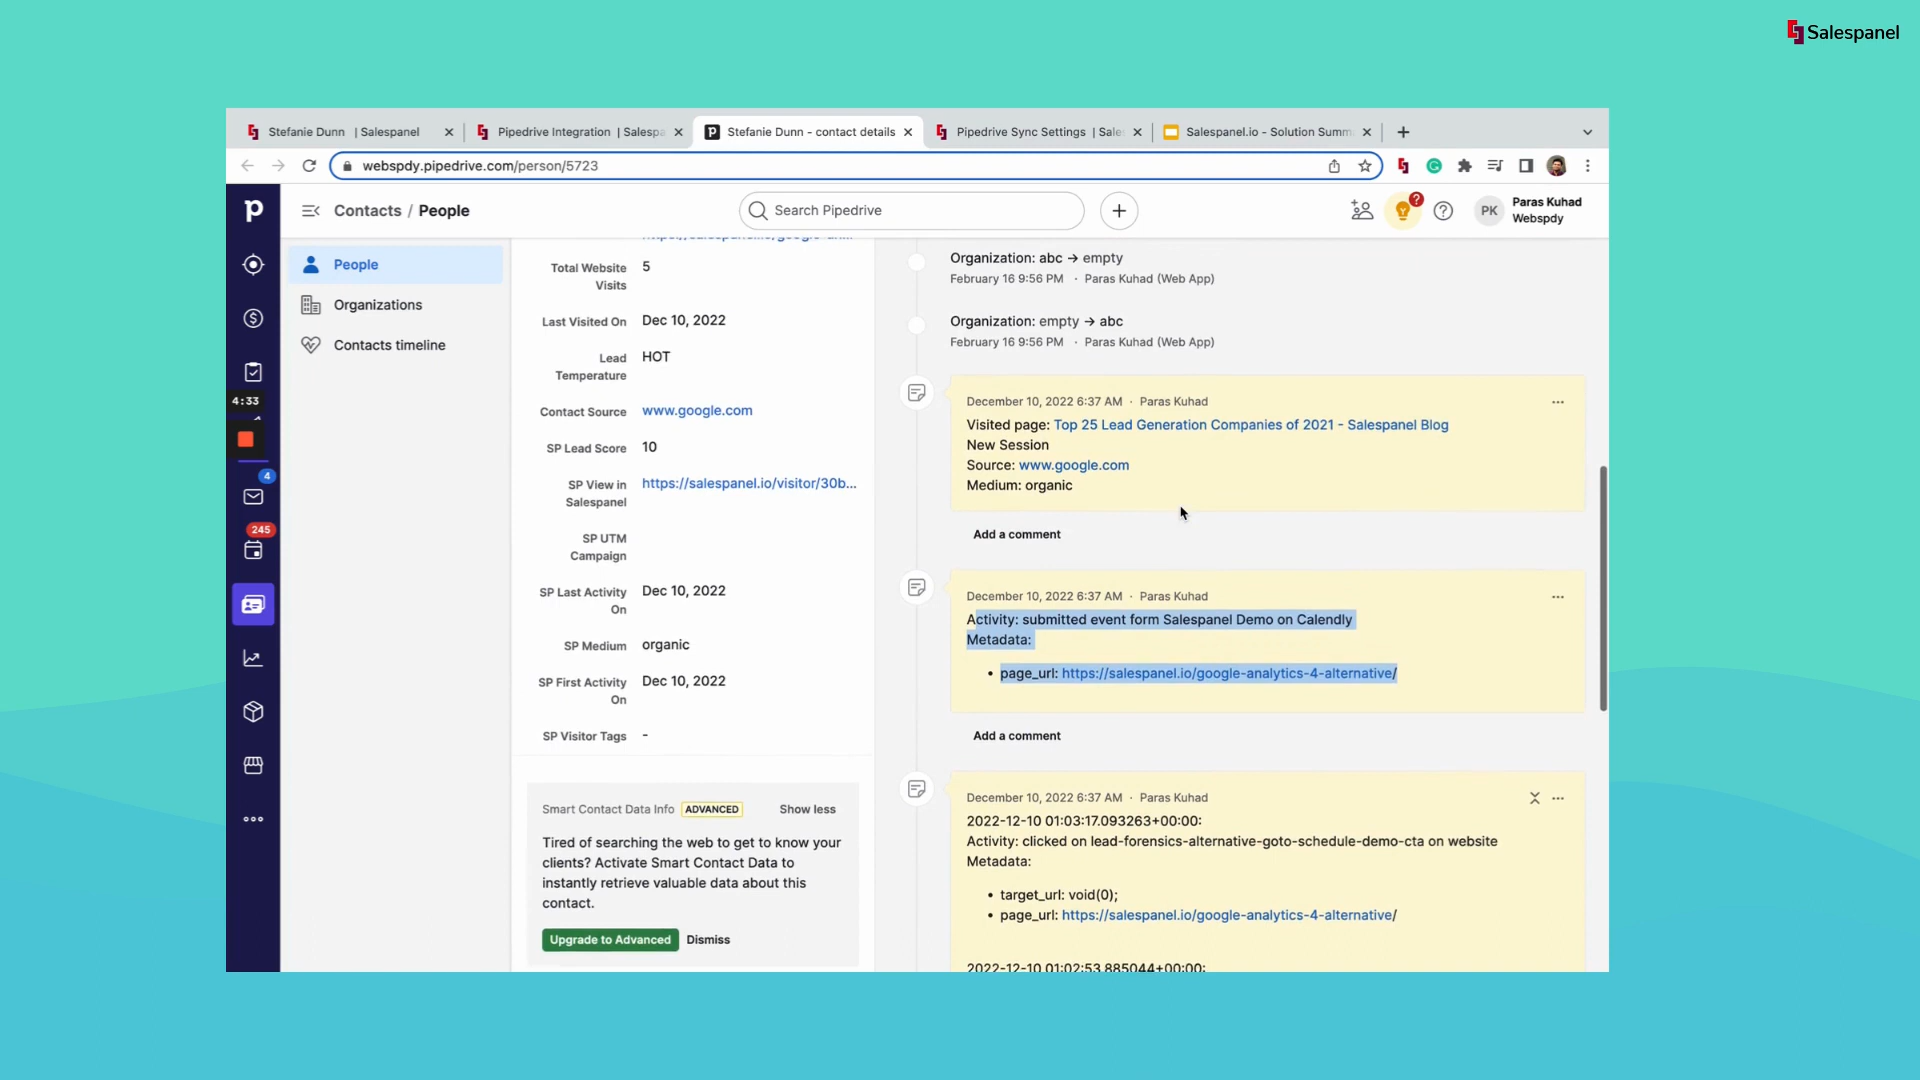 Salespanel
Stefanie Dunn | Salespanel
Pipedrive Integration | Salespa
Stefanie Dunn - contact details
Pipedrive Sync Settings | Sale
Salespanel.io - Solution Summ
webspdy.pipedrive.com/person/5723
Contacts / People
Search Pipedrive
?
PK
Paras Kuhad
Webspdy
4:33
4
245
People
Organizations
Contacts timeline
Total Website
Visits
5
Last Visited On
Dec 10, 2022
Lead
Temperature
HOT
Contact Source
www.google.com
SP Lead Score
10
SP View in
Salespanel
https://salespanel.io/visitor/30b...
SP UTM
Campaign
SP Last Activity
On
Dec 10, 2022
SP Medium
organic
SP First Activity
On
Dec 10, 2022
SP Visitor Tags
-
Smart Contact Data Info ADVANCED Show less
Tired of searching the web to get to know your
clients? Activate Smart Contact Data to
instantly retrieve valuable data about this
contact.
Upgrade to Advanced Dismiss
Organization: abc → empty
February 16 9:56 PM · Paras Kuhad (Web App)
Organization: empty → abc
February 16 9:56 PM · Paras Kuhad (Web App)
December 10, 2022 6:37 AM · Paras Kuhad
Visited page: Top 25 Lead Generation Companies of 2021 - Salespanel Blog
New Session
Source: www.google.com
Medium: organic
Add a comment
December 10, 2022 6:37 AM · Paras Kuhad
Activity: submitted event form Salespanel Demo on Calendly
Metadata:
• page_url: https://salespanel.io/google-analytics-4-alternative/
Add a comment
December 10, 2022 6:37 AM · Paras Kuhad
2022-12-10 01:03:17.093263+00:00:
Activity: clicked on lead-forensics-alternative-goto-schedule-demo-cta on website
Metadata:
• target_url: void(0);
• page_url: https://salespanel.io/google-analytics-4-alternative/
2022-12-10 01:02:53.885044+00:00: